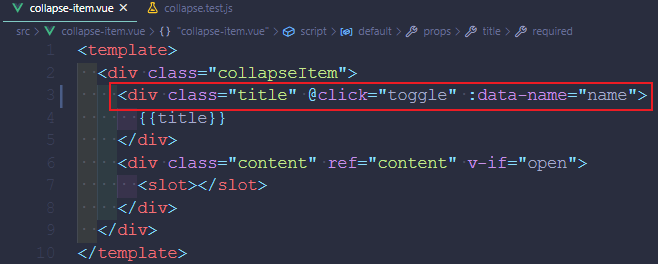 collapse-item.vue × collapse.test.js
src > collapse-item.vue > {} "collapse-item.vue" > script > default > props > title > required
1 <template>
2 <div class="collapseItem">
3 <div class="title" @click="toggle" :data-name="name">
4 {{title}}
5 </div>
6 <div class="content" ref="content" v-if="open">
7 <slot></slot>
8 </div>
9 </div>
10 </template>